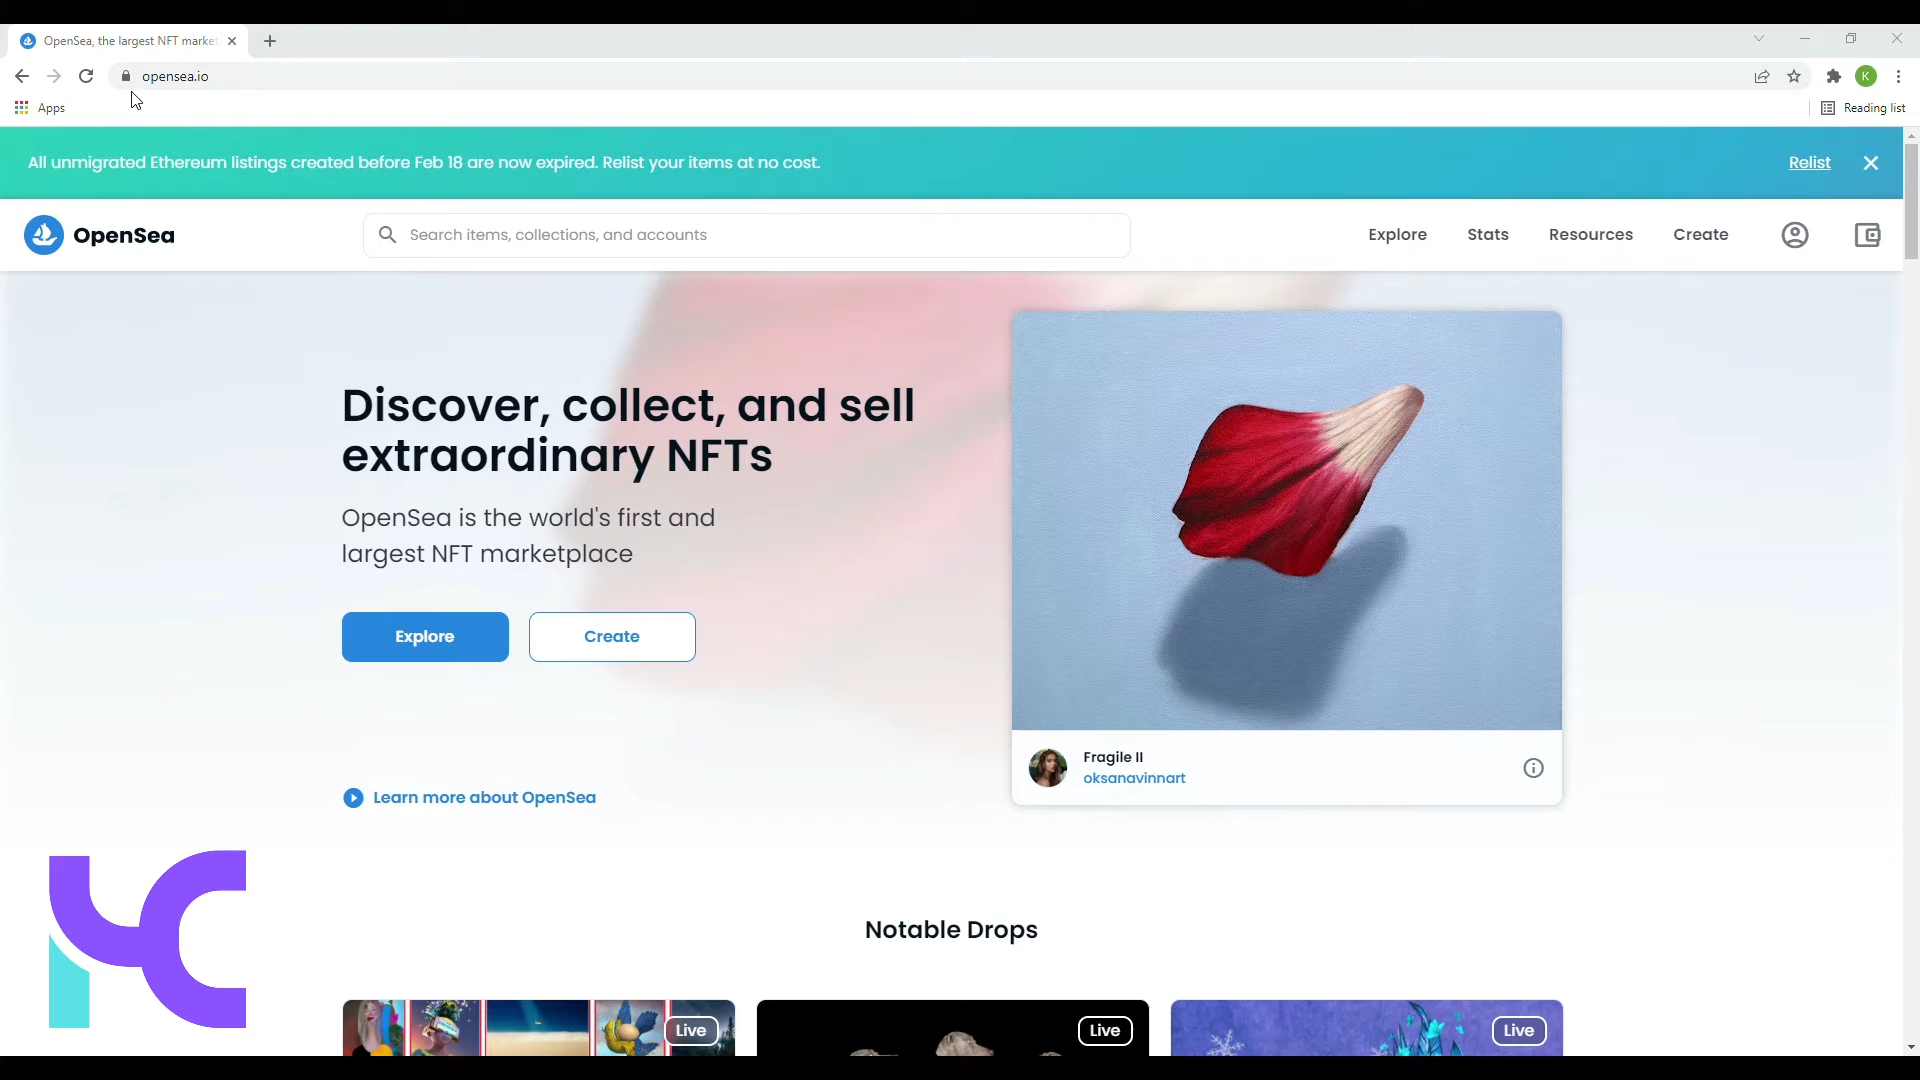 OpenSea, the largest NFT market
opensea.io
Apps
K
Reading list
All unmigrated Ethereum listings created before Feb 18 are now expired. Relist your items at no cost.
Relist
OpenSea
Search items, collections, and accounts
Explore
Stats
Resources
Create
Discover, collect, and sell
extraordinary NFTs
OpenSea is the world's first and
largest NFT marketplace
Explore
Create
Fragile II
oksanavinnart
Learn more about OpenSea
Notable Drops
Live
Live
Live